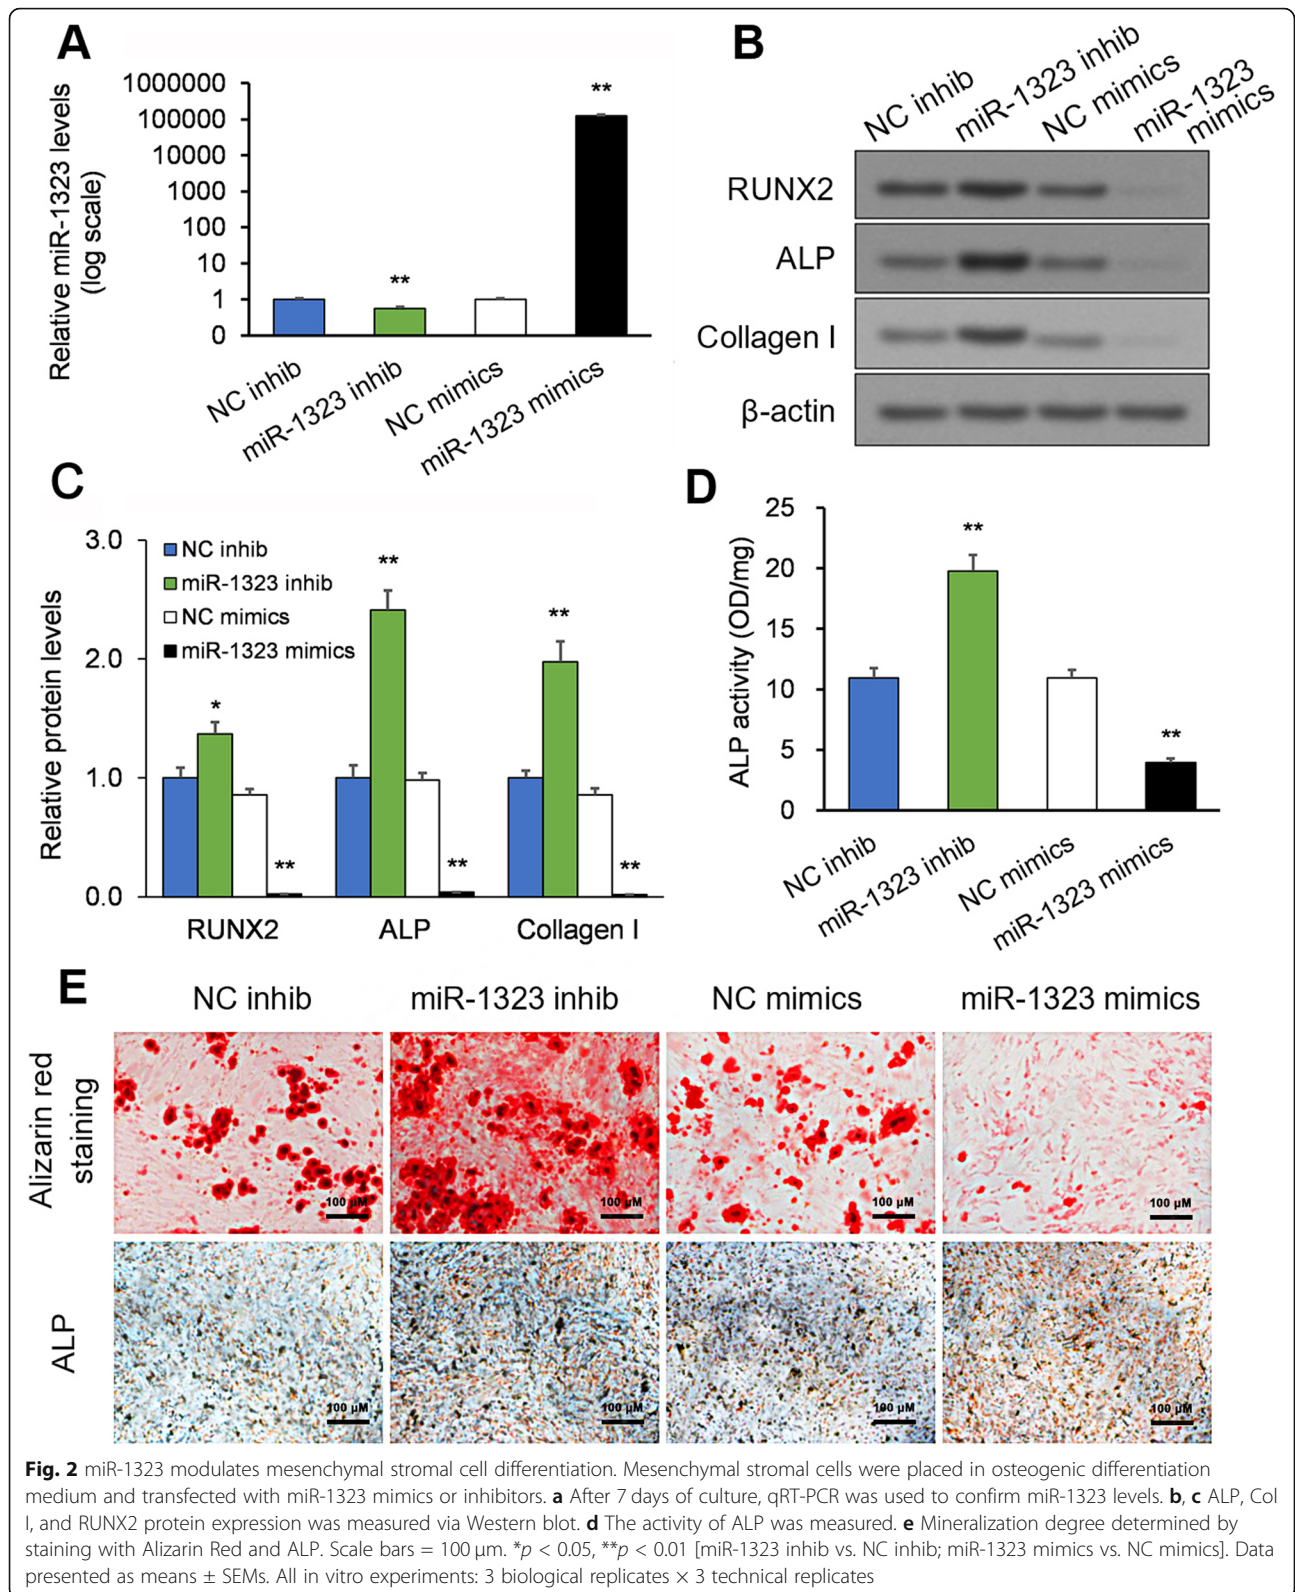 A
Relative miR-1323 levels
(log scale)
1000000
100000
10000
1000
100
10
1
0
**
**
NC inhib
miR-1323 inhib
NC mimics
miR-1323 mimics
B
NC inhib
miR-1323 inhib
NC mimics
miR-1323
mimics
RUNX2
ALP
Collagen I
β-actin
C
Relative protein levels
3.0
2.0
1.0
0.0
NC inhib
miR-1323 inhib
NC mimics
miR-1323 mimics
*
**
**
**
**
**
RUNX2
ALP
Collagen I
D
ALP activity (OD/mg)
25
20
15
10
5
0
**
**
NC inhib
miR-1323 inhib
NC mimics
miR-1323 mimics
E
NC inhib
miR-1323 inhib
NC mimics
miR-1323 mimics
Alizarin red
staining
100 µM
100 µM
100 µM
100 µM
ALP
100 µM
100 µM
100 µM
100 µM
Fig. 2 miR-1323 modulates mesenchymal stromal cell differentiation. Mesenchymal stromal cells were placed in osteogenic differentiation
medium and transfected with miR-1323 mimics or inhibitors. a After 7 days of culture, qRT-PCR was used to confirm miR-1323 levels. b, c ALP, Col
I, and RUNX2 protein expression was measured via Western blot. d The activity of ALP was measured. e Mineralization degree determined by
staining with Alizarin Red and ALP. Scale bars = 100 µm. *p < 0.05, **p < 0.01 [miR-1323 inhib vs. NC inhib; miR-1323 mimics vs. NC mimics]. Data
presented as means ± SEMs. All in vitro experiments: 3 biological replicates × 3 technical replicates